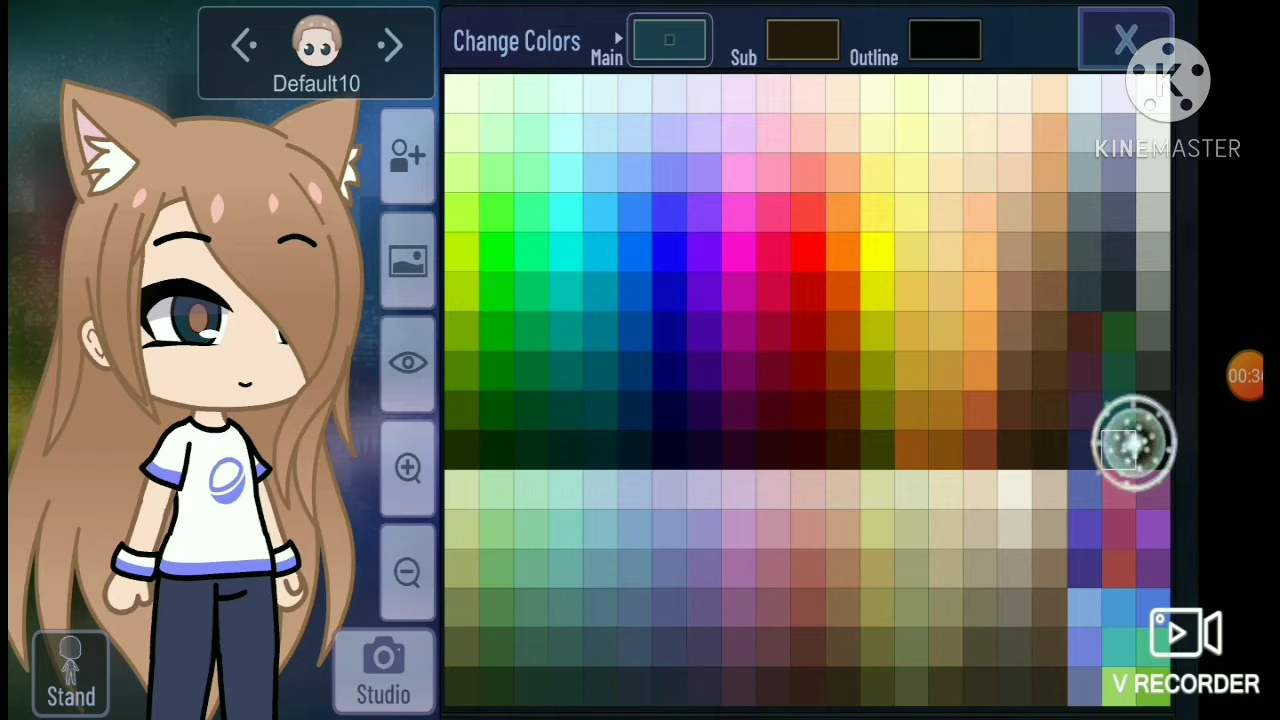 Change Colors
Main
Sub
Outline
X
Default10
K
KINEMASTER
Stand
Studio
V RECORDER